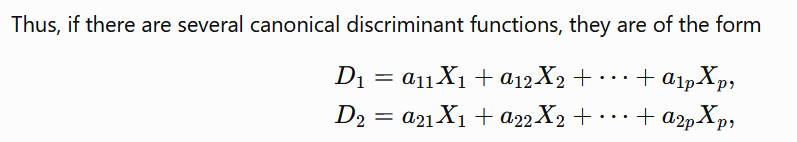 Thus, if there are several canonical discriminant functions, they are of the form
D₁ = a₁₁X₁ + a₁₂X₂ + ··· + a₁ₚXₚ,
D₂ = a₂₁X₁ + a₂₂X₂ + ··· + a₂ₚXₚ,